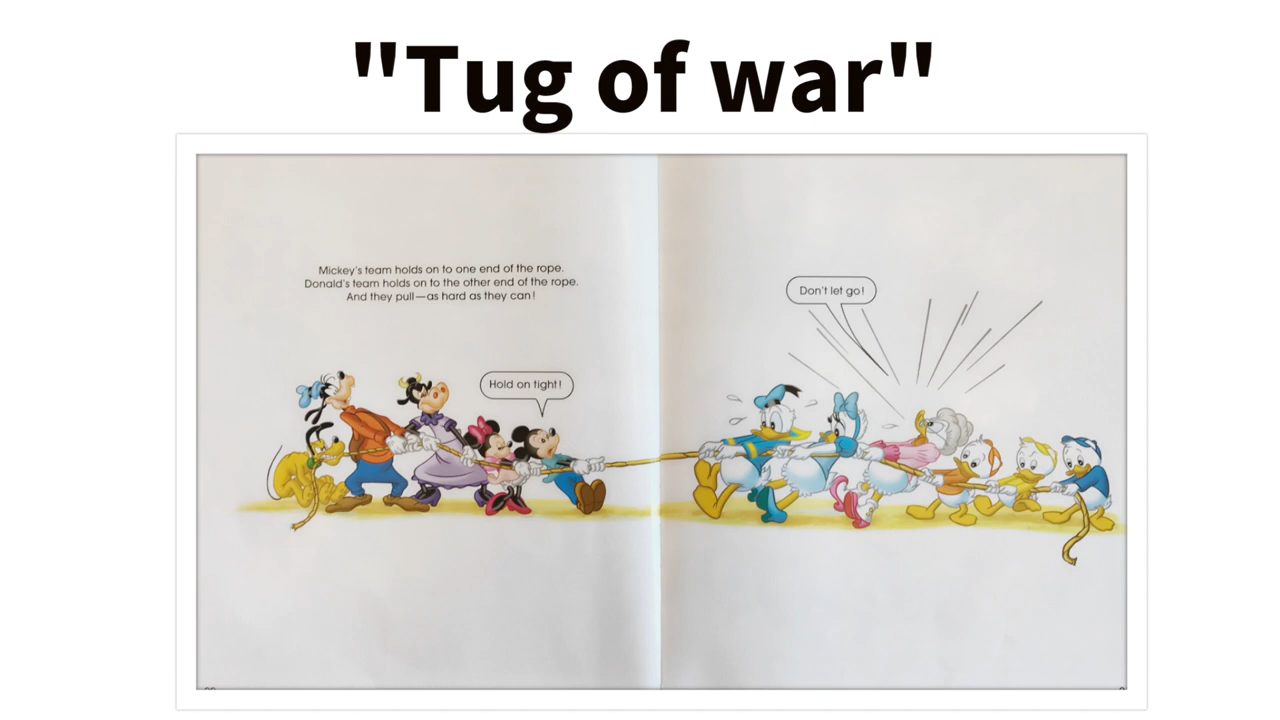 "Tug of war"
Mickey's team holds on to one end of the rope.
Donald's team holds on to the other end of the rope.
And they pull—as hard as they can!
Hold on tight!
Don't let go!